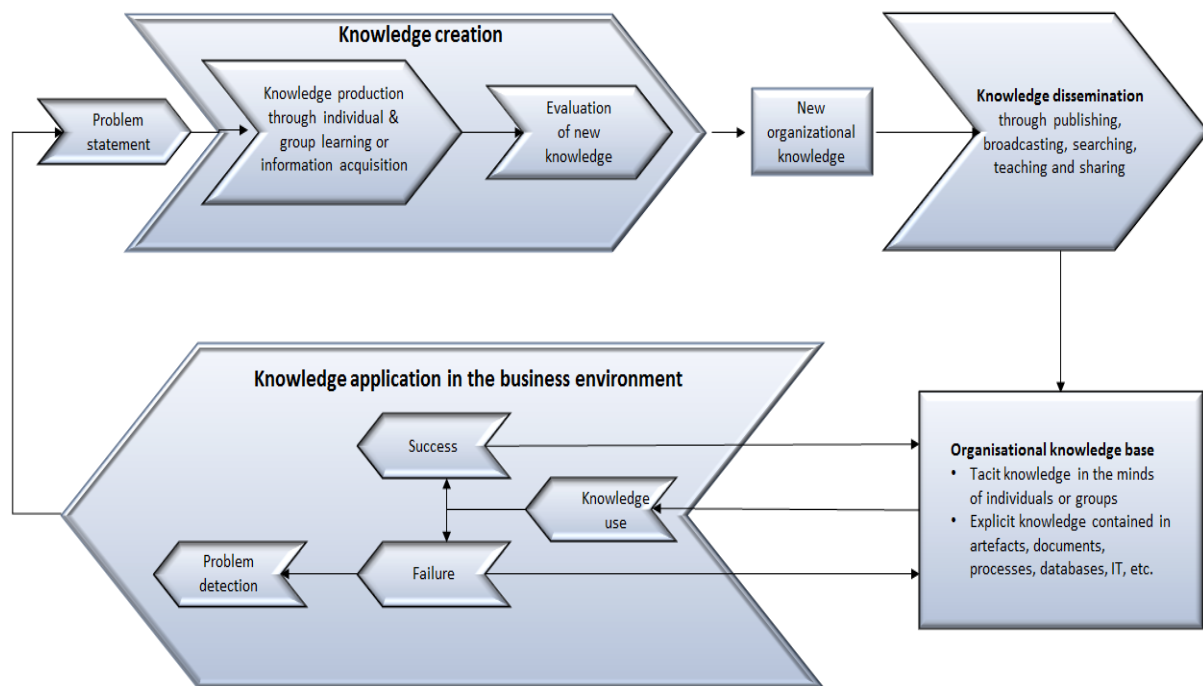 Knowledge creation
Problem
statement
Knowledge production
through individual &
group learning or
information acquisition
Evaluation
of new
knowledge
New
organizational
knowledge
Knowledge dissemination
through publishing,
broadcasting, searching,
teaching and sharing
Knowledge application in the business environment
Success
Knowledge
use
Problem
detection
Failure
Organisational knowledge base
• Tacit knowledge in the minds
of individuals or groups
• Explicit knowledge contained in
artefacts, documents,
processes, databases, IT, etc.